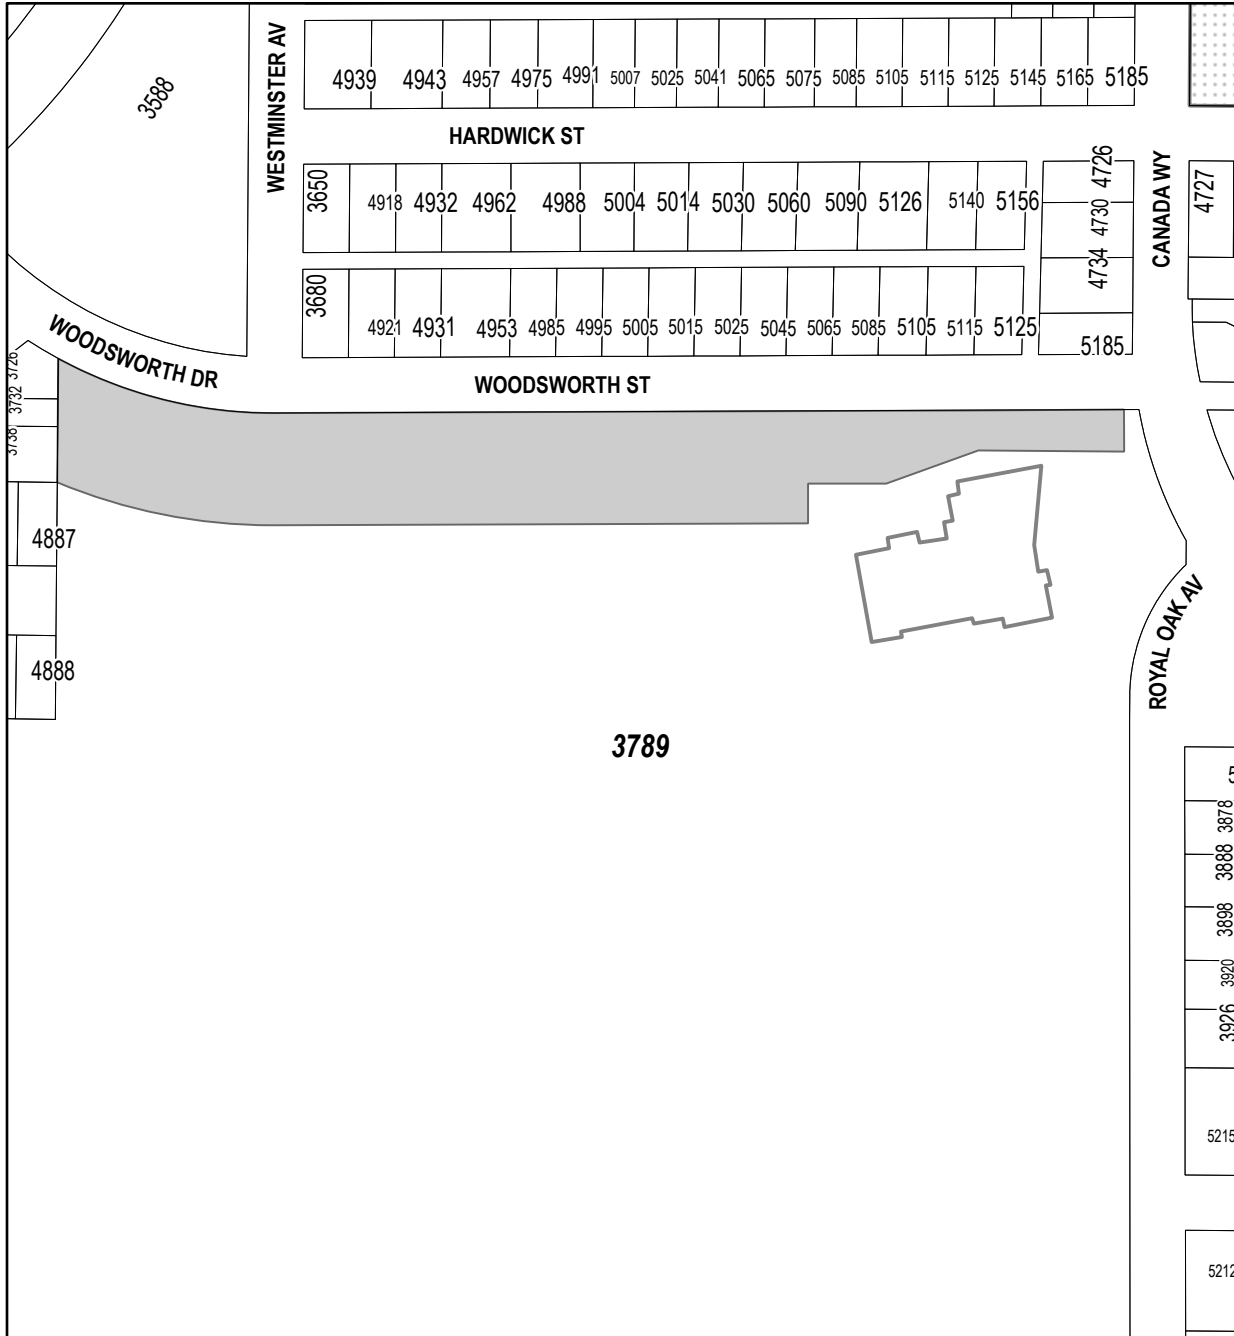 3588
WESTMINSTER AV
4939 4943 4957 4975 4991 5007 5025 5041 5065 5075 5085 5105 5115 5125 5145 5165 5185
HARDWICK ST
3650 4918 4932 4962 4988 5004 5014 5030 5060 5090 5126 5140 5156
4726
4730
4734
CANADA WY
4727
3680 4921 4931 4953 4985 4995 5005 5015 5025 5045 5065 5085 5105 5115 5125
5185
WOODSWORTH DR
WOODSWORTH ST
3726
3732
3738
4887
4888
ROYAL OAK AV
3789
5
3878
3888
3898
3920
3926
5215
5212